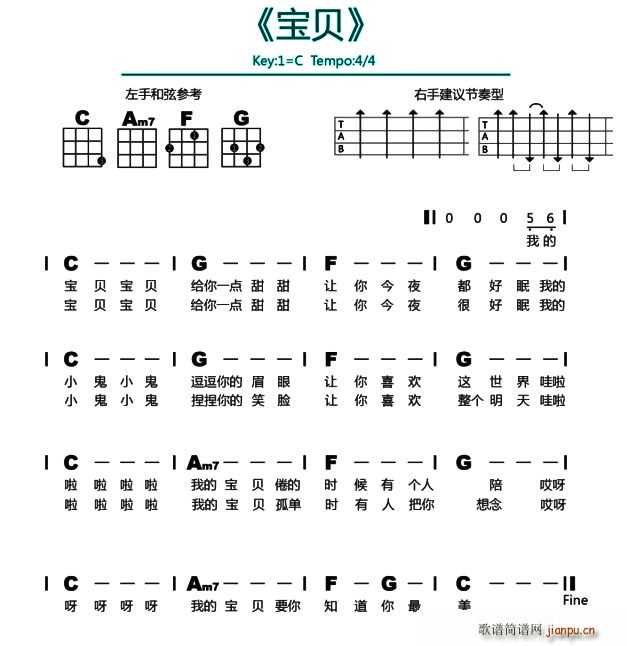 《宝贝》
Key:1=C Tempo:4/4
左手和弦参考 右手建议节奏型
C Am7 F G
T
A
B
T
A
B
0 0 0 5 6
我的
C — — — G — — — F — — — G — — —
宝 贝 宝 贝 给你一点 甜 甜 让 你 今 夜 都 好 眠 我的
宝 贝 宝 贝 给你一点 甜 甜 让 你 今 夜 很 好 眠 我的
C — — — G — — — F — — — G — — —
小 鬼 小 鬼 逗逗你的 眉 眼 让 你 喜 欢 这 世 界 哇啦
小 鬼 小 鬼 捏捏你的 笑 脸 让 你 喜 欢 整个 明 天 哇啦
C — — — Am7 — — — F — — — G — — —
啦 啦 啦 啦 我的 宝 贝 倦的 时 候 有 个人 陪 哎呀
啦 啦 啦 啦 我的 宝 贝 孤单 时 有 人 把你 想念 哎呀
C — — — Am7 — — — F — G — C — — —
呀 呀 呀 呀 我的 宝 贝 要你 知 道 你 最 美
Fine
歌谱简谱网 jianpu.cn